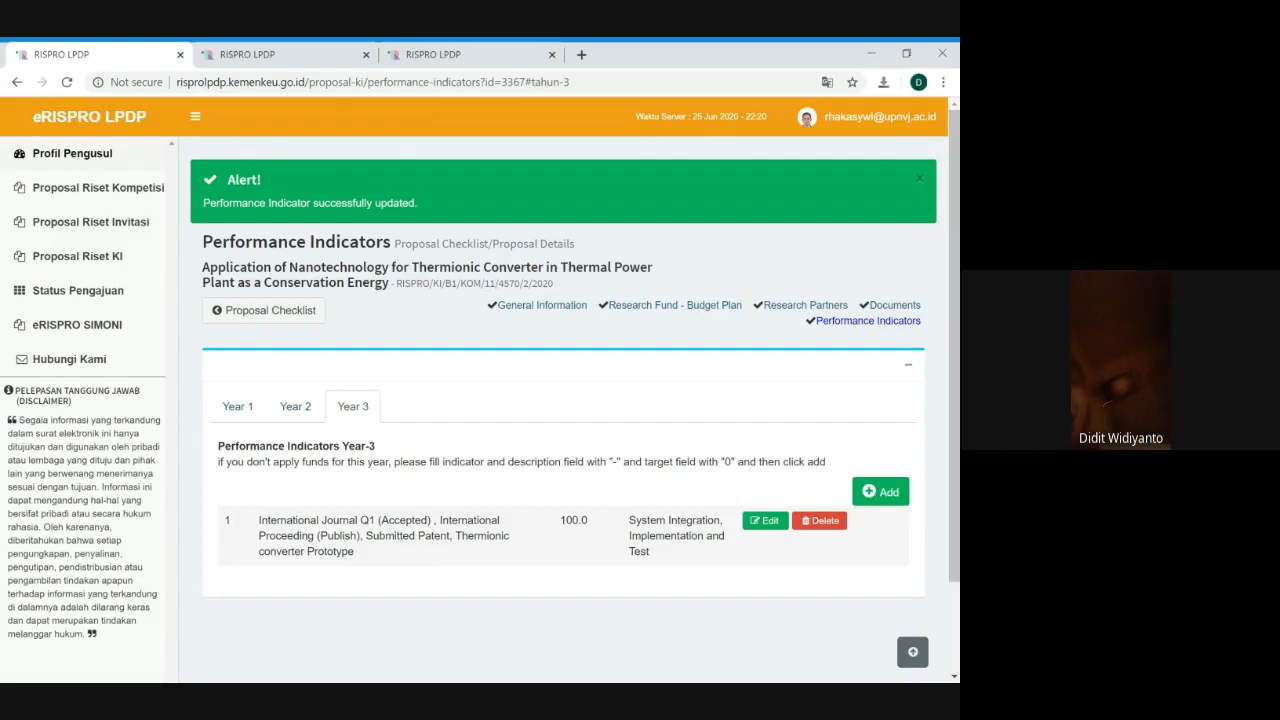 RISPRO LPDP
RISPRO LPDP
RISPRO LPDP
Not secure
risprolpdp.kemenkeu.go.id/proposal-ki/performance-indicators?id=3367#tahun-3
D
eRISPRO LPDP
Waktu Server : 25 Jun 2020 - 22:20
rhakasywi@upnvj.ac.id
Profil Pengusul
Proposal Riset Kompetisi
Proposal Riset Invitasi
Proposal Riset KI
Status Pengajuan
eRISPRO SIMONI
Hubungi Kami
PELEPASAN TANGGUNG JAWAB
(DISCLAIMER)
Segala informasi yang terkandung
dalam surat elektronik ini hanya
ditujukan dan digunakan oleh pribadi
atau lembaga yang dituju dan pihak
lain yang berwenang menerimanya
sesuai dengan tujuan. Informasi ini
dapat mengandung hal-hal yang
bersifat pribadi atau secara hukum
rahasia. Oleh karenanya,
diberitahukan bahwa setiap
pengungkapan, penyalinan,
pengutipan, pendistribusian atau
pengambilan tindakan apapun
terhadap informasi yang terkandung
di dalamnya adalah dilarang keras
dan dapat merupakan tindakan
melanggar hukum.
Alert!
Performance Indicator successfully updated.
Performance Indicators Proposal Checklist/Proposal Details
Application of Nanotechnology for Thermionic Converter in Thermal Power
Plant as a Conservation Energy - RISPRO/KI/B1/KOM/11/4570/2/2020
Proposal Checklist
General Information Research Fund - Budget Plan Research Partners Documents
Performance Indicators
Year 1 Year 2 Year 3
Performance Indicators Year-3
if you don't apply funds for this year, please fill indicator and description field with "-" and target field with "0" and then click add
Add
1 International Journal Q1 (Accepted) , International 100.0 System Integration, Edit Delete
Proceeding (Publish), Submitted Patent, Thermionic Implementation and
converter Prototype Test
Didit Widiyanto